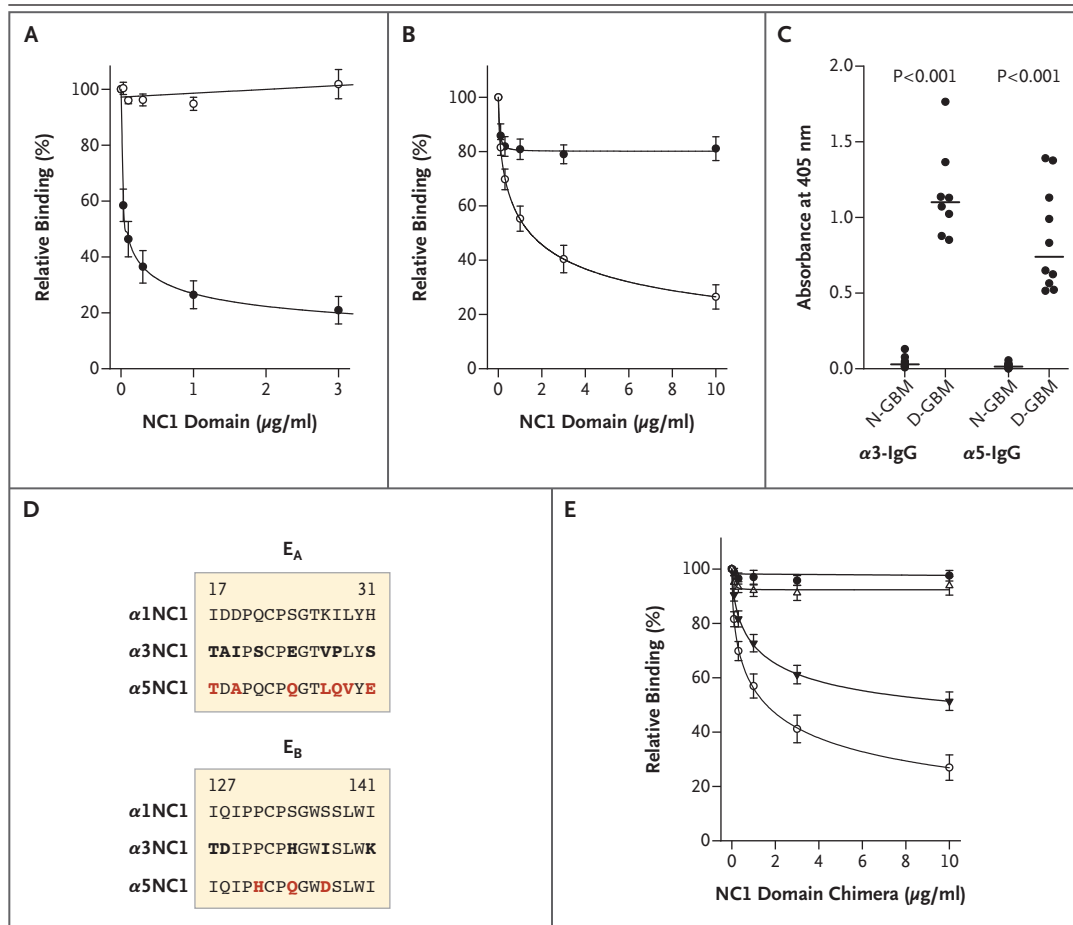 A
Relative Binding (%)
100
80
60
40
20
0
0 1 2 3
NC1 Domain (µg/ml)
B
Relative Binding (%)
100
80
60
40
20
0
0 2 4 6 8 10
NC1 Domain (µg/ml)
C
Absorbance at 405 nm
2.0
1.5
1.0
0.5
0.0
P<0.001 P<0.001
N-GBM D-GBM N-GBM D-GBM
α3-IgG α5-IgG
D
EA
17 31
α1NC1 IDDPQCPSGTKILYH
α3NC1 TAIPSCPEGTVPLYS
α5NC1 TDAPQCPQGTLQVYE
EB
127 141
α1NC1 IQIPPCPSGWSSLWI
α3NC1 TDIPPCPHGWISLWK
α5NC1 IQIPHCPQGWDSLWI
E
Relative Binding (%)
100
80
60
40
20
0
0 2 4 6 8 10
NC1 Domain Chimera (µg/ml)